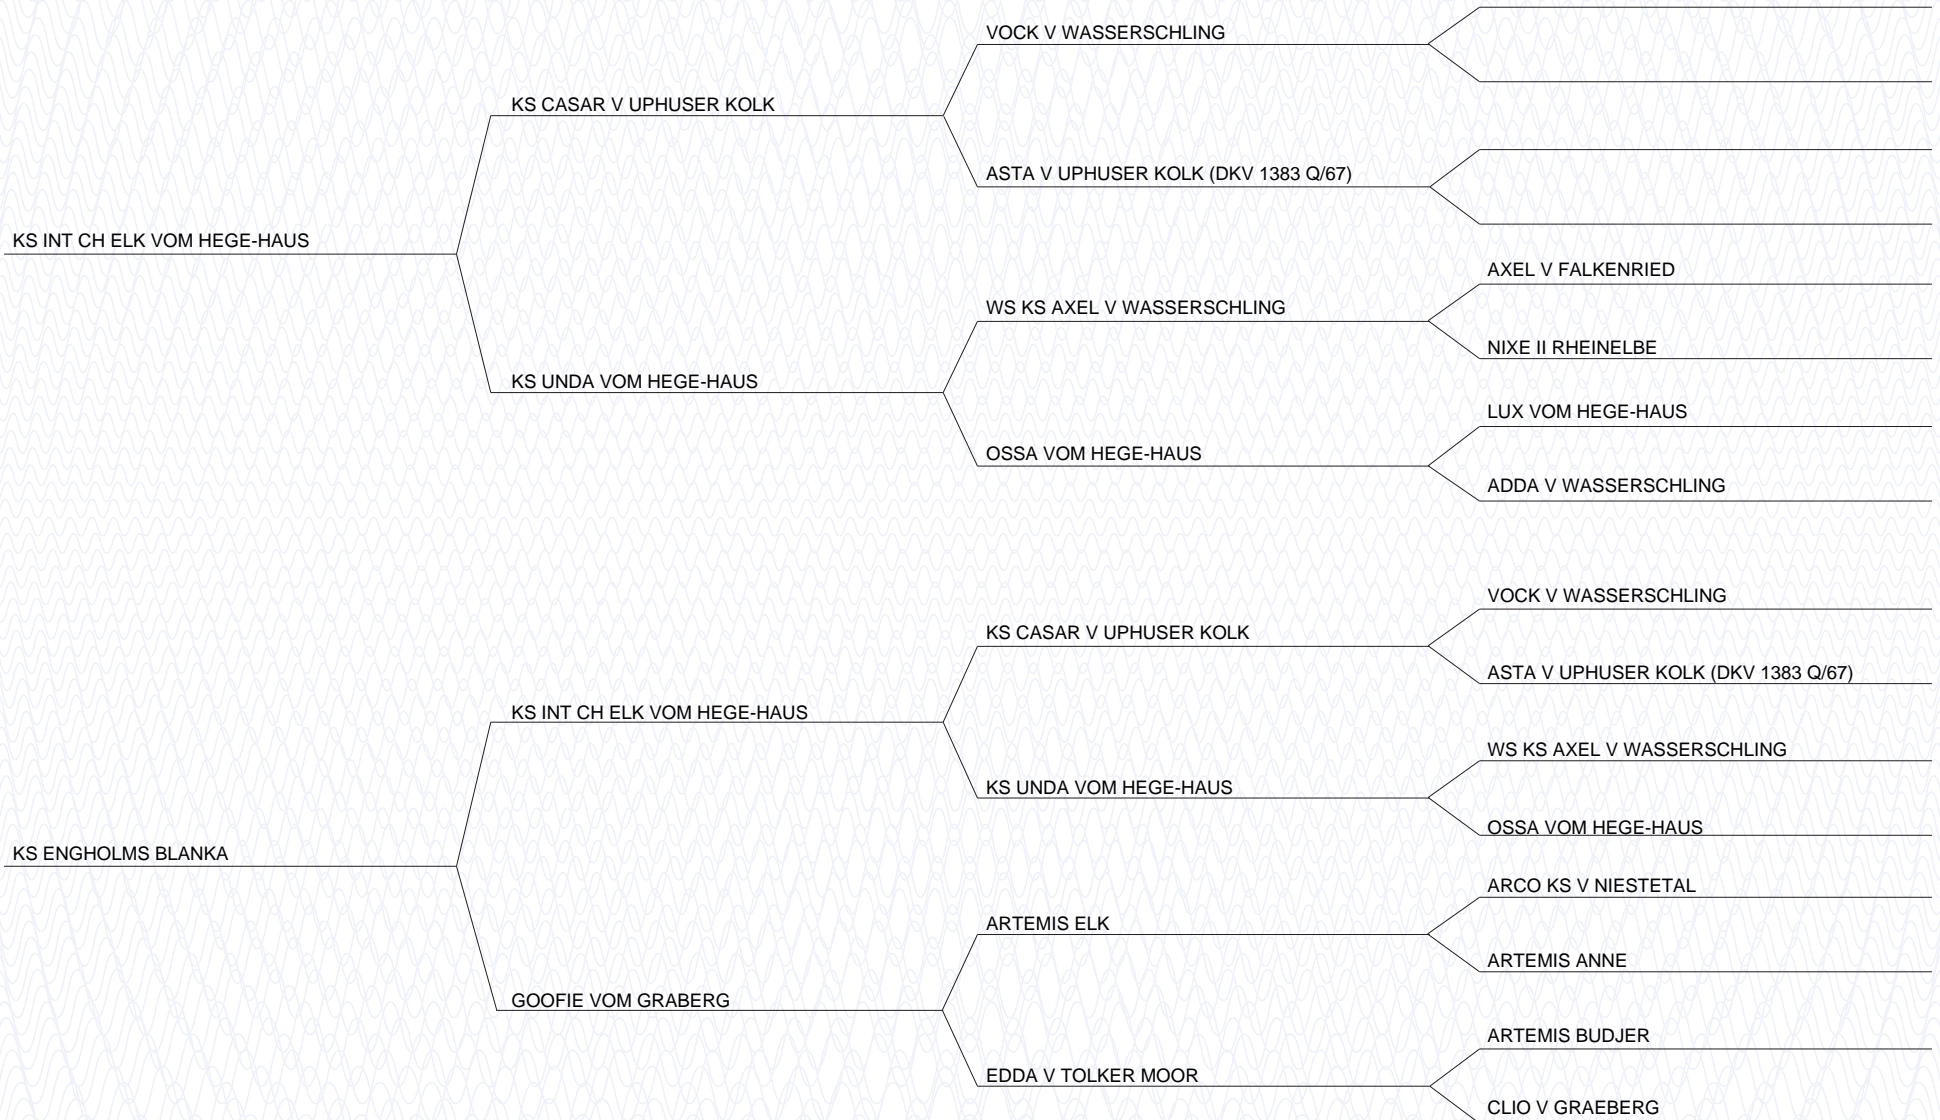 VOCK V WASSERSCHLING
KS CASAR V UPHUSER KOLK
ASTA V UPHUSER KOLK (DKV 1383 Q/67)
KS INT CH ELK VOM HEGE-HAUS
AXEL V FALKENRIED
WS KS AXEL V WASSERSCHLING
NIXE II RHEINELBE
KS UNDA VOM HEGE-HAUS
LUX VOM HEGE-HAUS
OSSA VOM HEGE-HAUS
ADDA V WASSERSCHLING
VOCK V WASSERSCHLING
KS CASAR V UPHUSER KOLK
ASTA V UPHUSER KOLK (DKV 1383 Q/67)
KS INT CH ELK VOM HEGE-HAUS
WS KS AXEL V WASSERSCHLING
KS UNDA VOM HEGE-HAUS
OSSA VOM HEGE-HAUS
KS ENGHOLMS BLANKA
ARCO KS V NIESTETAL
ARTEMIS ELK
ARTEMIS ANNE
GOOFIE VOM GRABERG
ARTEMIS BUDJER
EDDA V TOLKER MOOR
CLIO V GRAEBERG